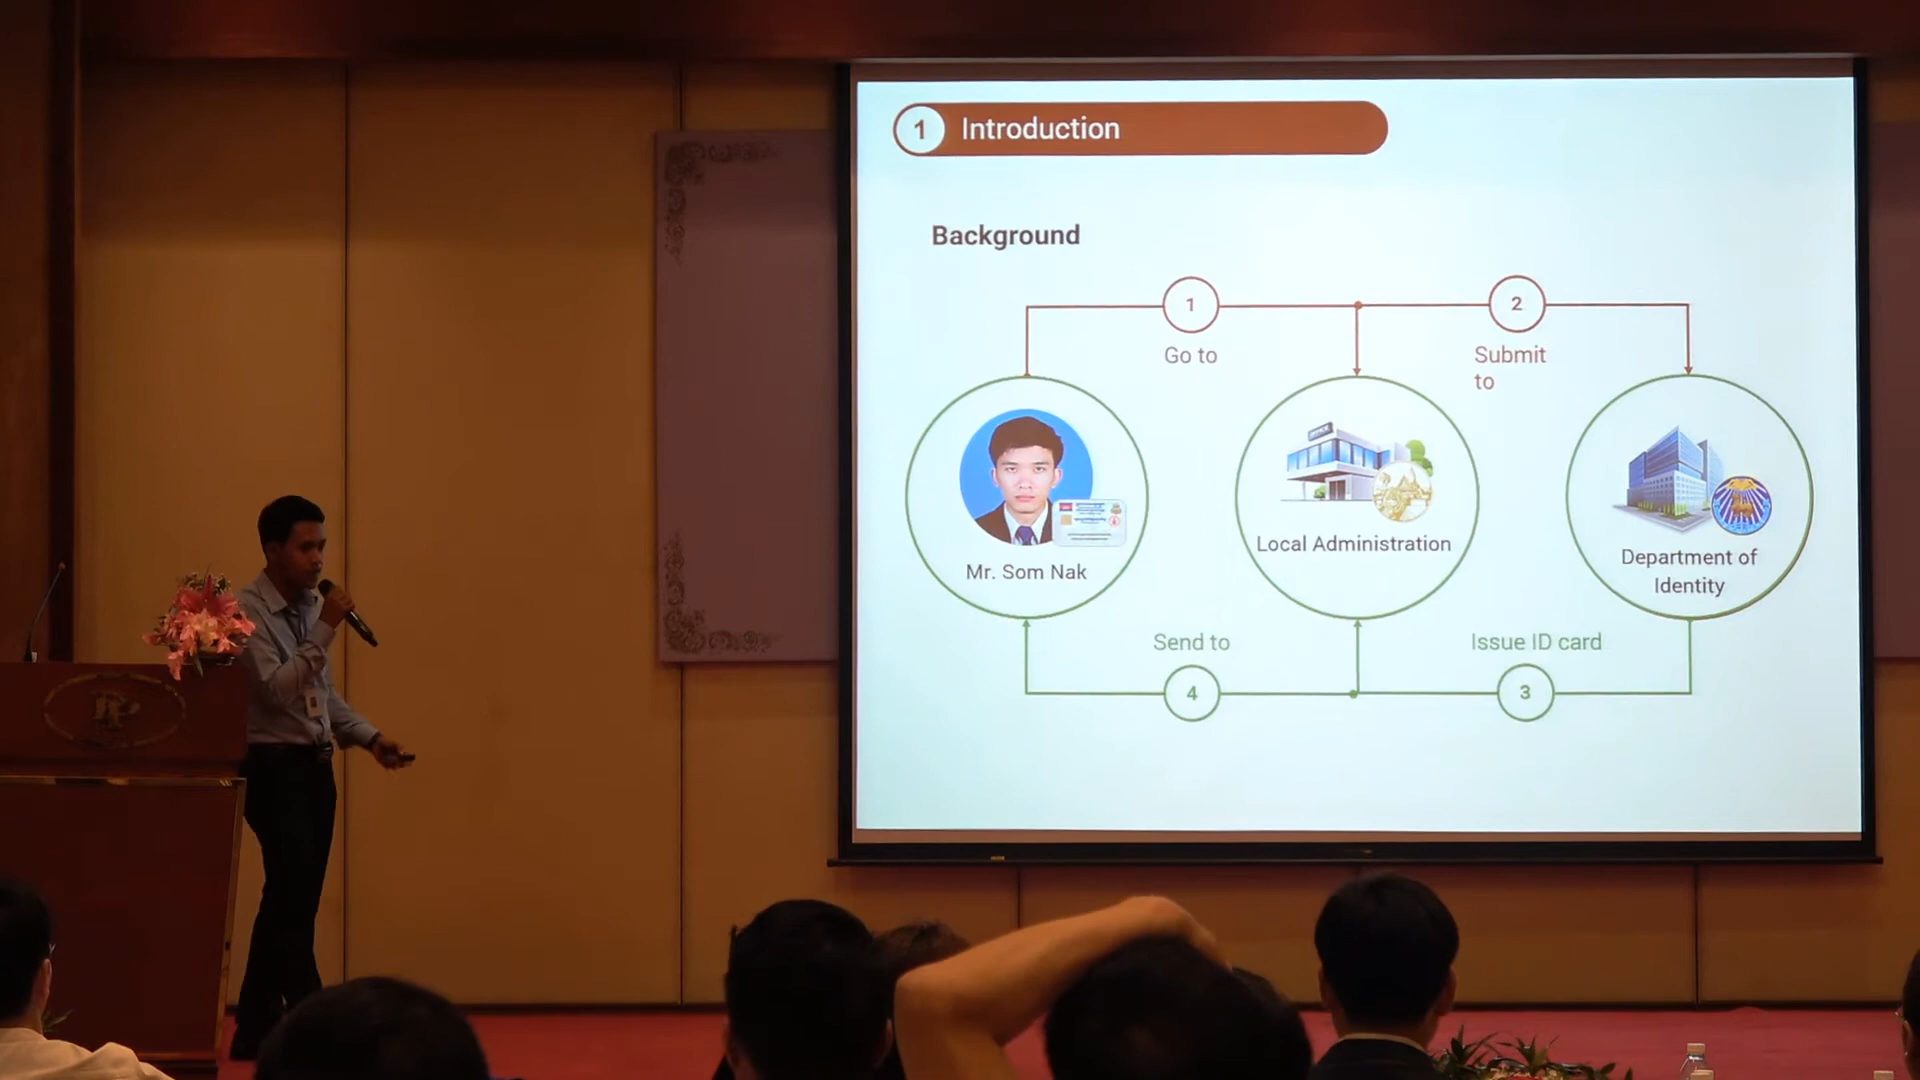 1 Introduction
Background
1
2
Go to
Submit
to
Mr. Som Nak
Local Administration
Department of
Identity
Send to
Issue ID card
4
3